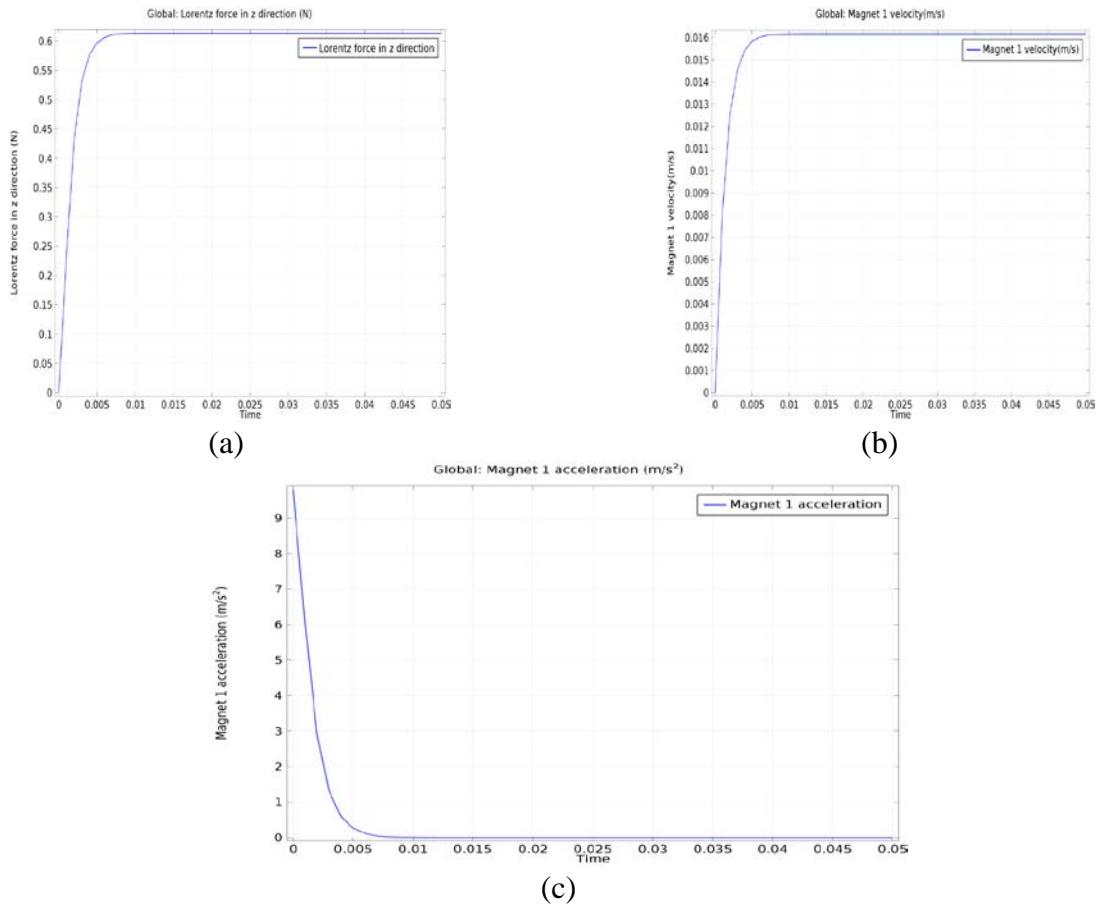 Global: Lorentz force in z direction (N)
Lorentz force in z direction
Lorentz force in z direction (N)
0.6
0.55
0.5
0.45
0.4
0.35
0.3
0.25
0.2
0.15
0.1
0.05
0
0 0.005 0.01 0.015 0.02 0.025 0.03 0.035 0.04 0.045 0.05
Time
(a)
Global: Magnet 1 velocity(m/s)
Magnet 1 velocity(m/s)
Magnet 1 velocity(m/s)
0.016
0.015
0.014
0.013
0.012
0.011
0.01
0.009
0.008
0.007
0.006
0.005
0.004
0.003
0.002
0.001
0
0 0.005 0.01 0.015 0.02 0.025 0.03 0.035 0.04 0.045 0.05
Time
(b)
Global: Magnet 1 acceleration (m/s²)
Magnet 1 acceleration
Magnet 1 acceleration (m/s²)
9
8
7
6
5
4
3
2
1
0
0 0.005 0.01 0.015 0.02 0.025 0.03 0.035 0.04 0.045 0.05
Time
(c)